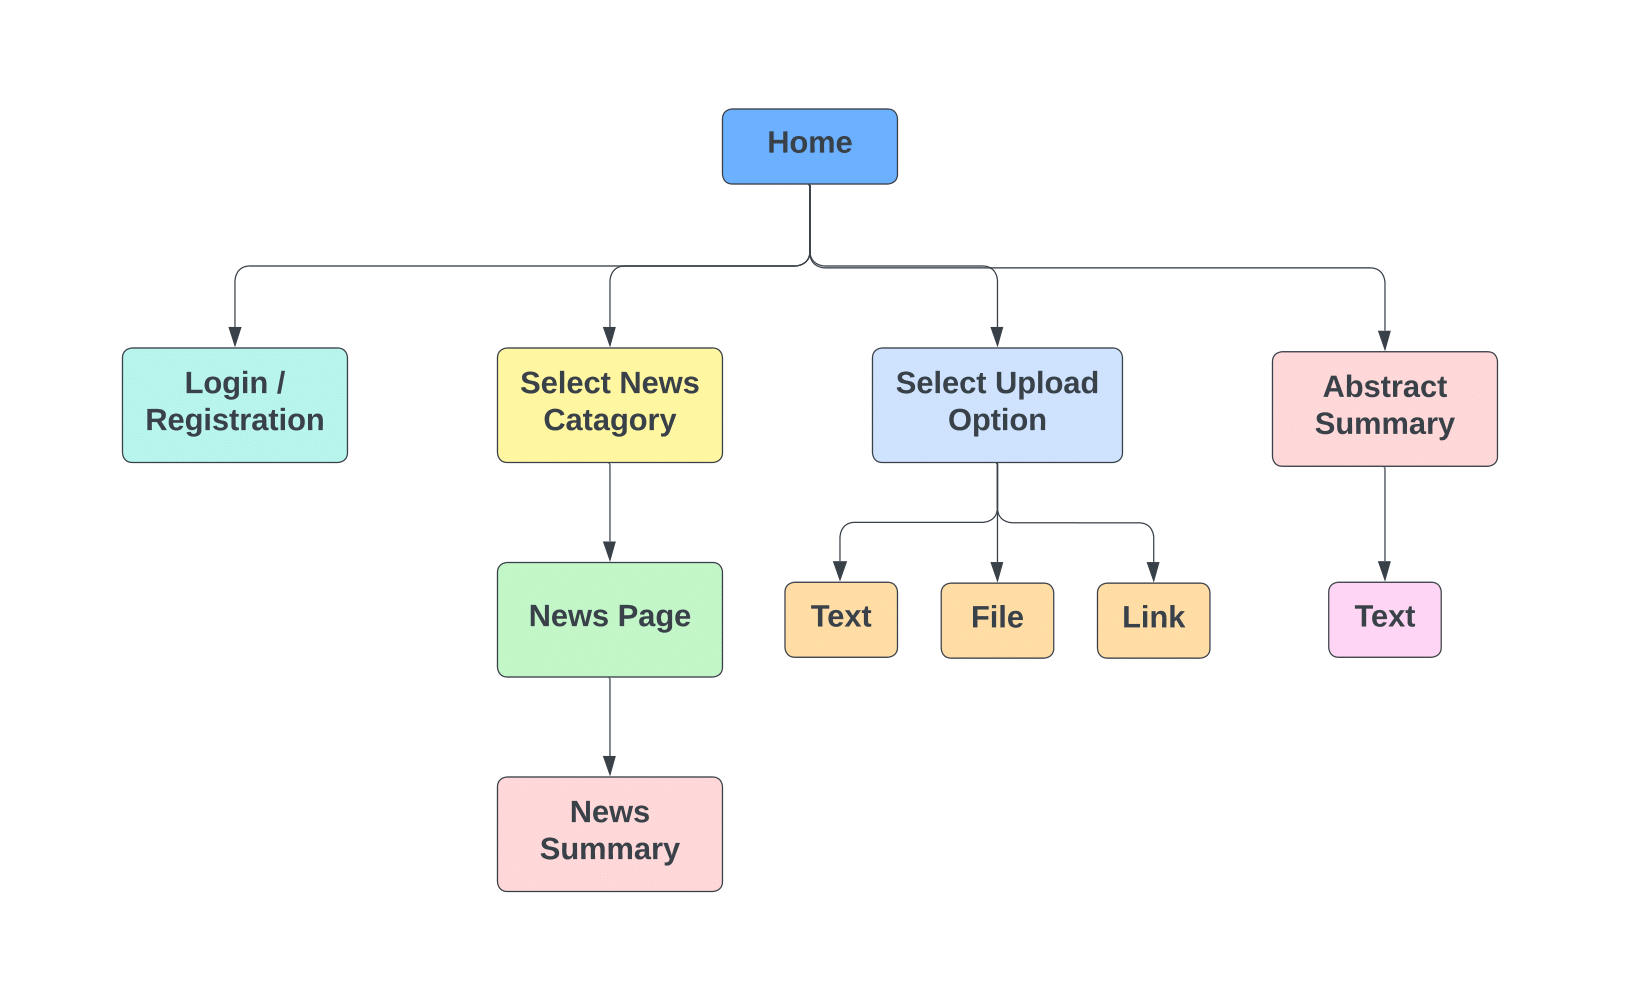 Home
Login /
Registration
Select News
Catagory
Select Upload
Option
Abstract
Summary
News Page
Text
File
Link
Text
News
Summary